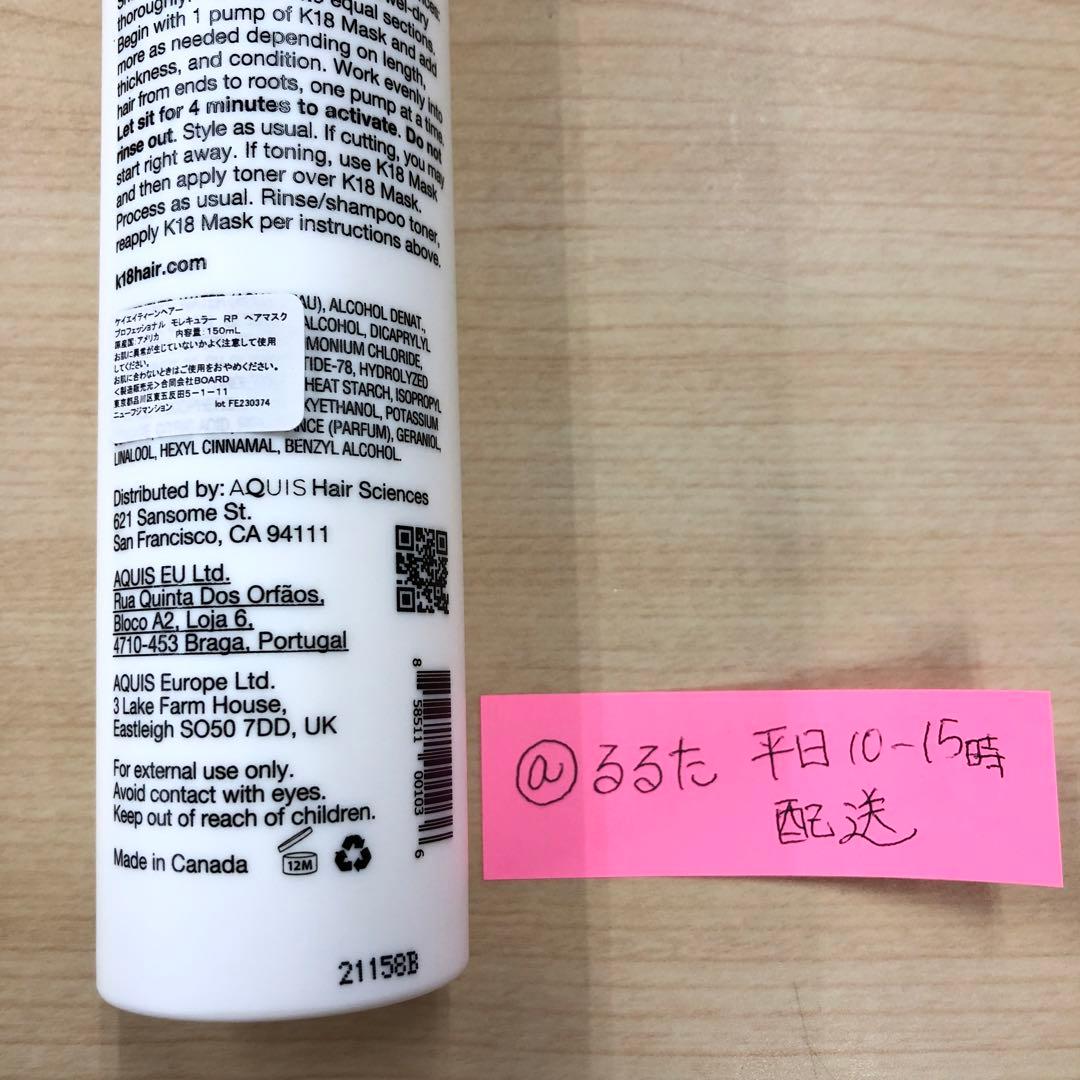 thoroughly.
equal sections.
Begin with 1 pump of K18 Mask and add
more as needed depending on length,
thickness, and condition. Work evenly into
hair from ends to roots, one pump at a time.
Let sit for 4 minutes to activate. Do not
rinse out. Style as usual. If cutting, you may
start right away. If toning, use K18 Mask
and then apply toner over K18 Mask.
Process as usual. Rinse/shampoo toner,
reapply K18 Mask per instructions above.
k18hair.com
AU), ALCOHOL DENAT.,
ALCOHOL, DICAPRYLYL
MONIUM CHLORIDE,
TIDE-78, HYDROLYZED
HEAT STARCH, ISOPROPYL
XYETHANOL, POTASSIUM
NCE (PARFUM), GERANIOL,
LINALOOL, HEXYL CINNAMAL, BENZYL ALCOHOL.
ケイエイティーンヘアー
プロフェッショナル モレキュラー RP ヘアマスク
原産国:アメリカ 内容量:150mL
お肌に異常が生じていないかよく注意して使用
してください。
お肌に合わないときはご使用をおやめください。
<製造販売元>合同会社BOARD
東京都品川区東五反田5-1-11
ニューフジマンション lot FE230374
Distributed by: AQUIS Hair Sciences
621 Sansome St.
San Francisco, CA 94111
AQUIS EU Ltd.
Rua Quinta Dos Orfãos,
Bloco A2, Loja 6,
4710-453 Braga, Portugal
AQUIS Europe Ltd.
3 Lake Farm House,
Eastleigh SO50 7DD, UK
For external use only.
Avoid contact with eyes.
Keep out of reach of children.
Made in Canada
12M
8 58511 00103 6
21158B
@るるた 平日10-15時
配送